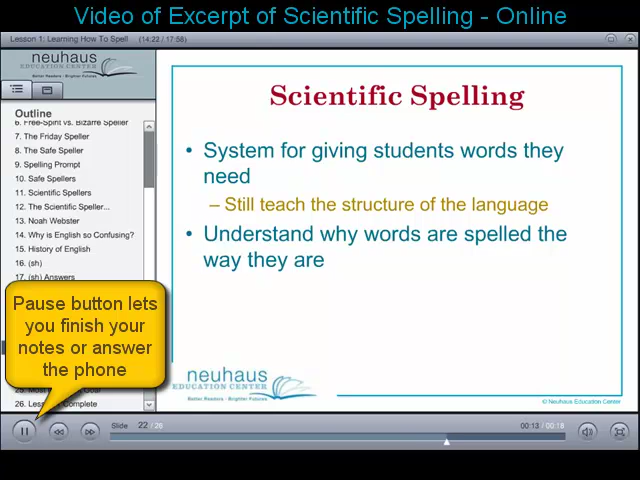 Video of Excerpt of Scientific Spelling - Online
Lesson 1: Learning How To Spell (14:22 / 17:58)
neuhaus
EDUCATION CENTER
Better Readers · Brighter Futures
Outline
6. Free-Spirit vs. Bizarre Speller
7. The Friday Speller
8. The Safe Speller
9. Spelling Prompt
10. Safe Spellers
11. Scientific Spellers
12. The Scientific Speller...
13. Noah Webster
14. Why is English so Confusing?
15. History of English
16. (sh)
17. (sh) Answers
Pause button lets
you finish your
notes or answer
the phone
26. Lesson Complete
Scientific Spelling
• System for giving students words they
need
– Still teach the structure of the language
• Understand why words are spelled the
way they are
neuhaus
EDUCATION CENTER
Better Readers · Brighter Futures
© Neuhaus Education Center
Slide 22 / 26
00:13 / 00:18